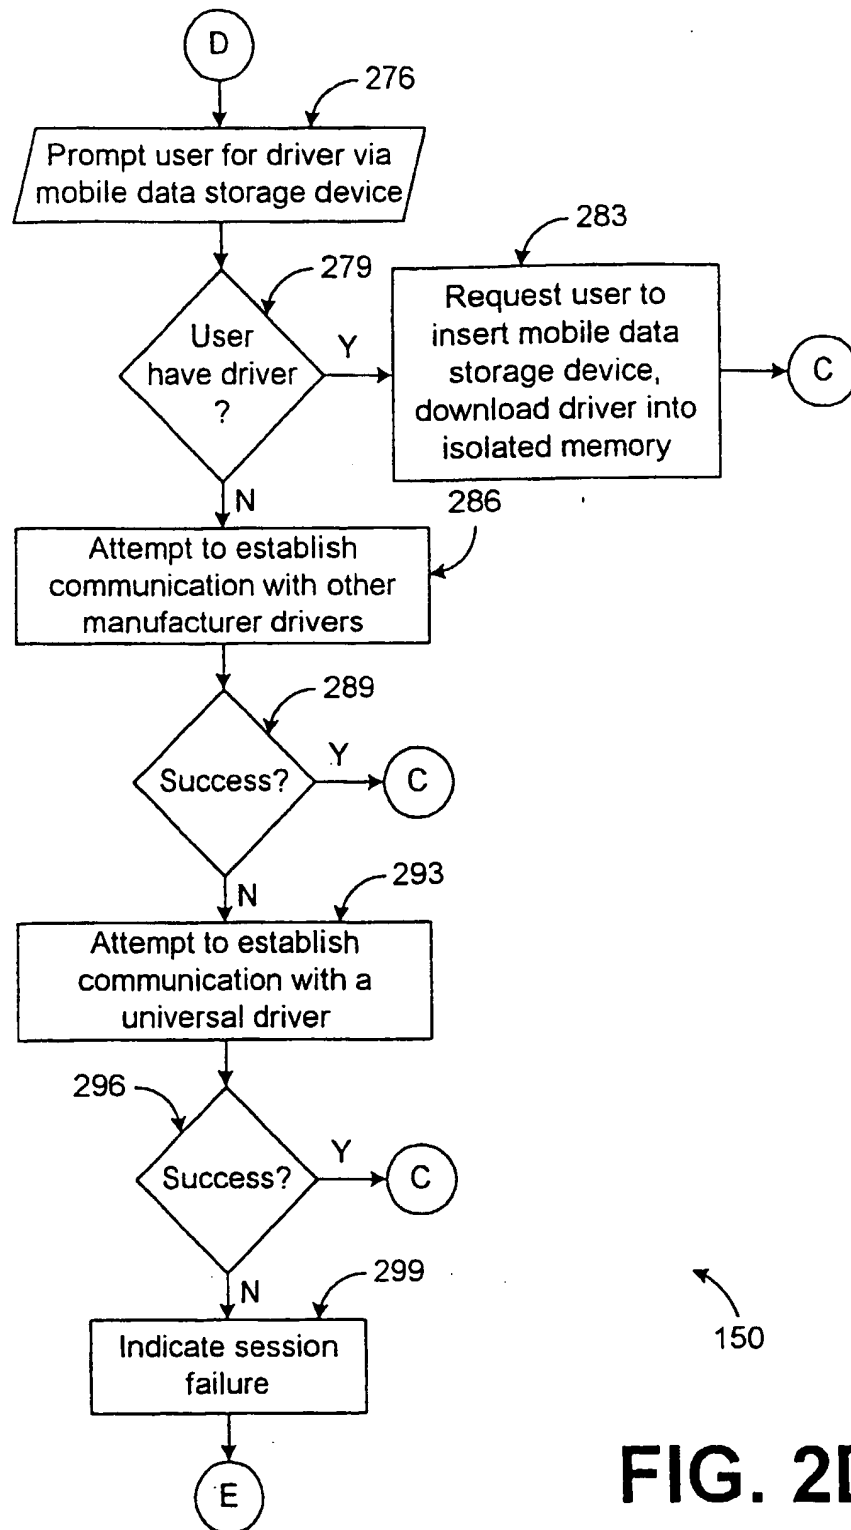 D
276
Prompt user for driver via
mobile data storage device
279
283
User
have driver
?
Y
Request user to
insert mobile data
storage device,
download driver into
isolated memory
C
N
286
Attempt to establish
communication with other
manufacturer drivers
289
Success?
Y
C
N
293
Attempt to establish
communication with a
universal driver
296
Success?
Y
C
N
299
Indicate session
failure
150
E
FIG. 2D